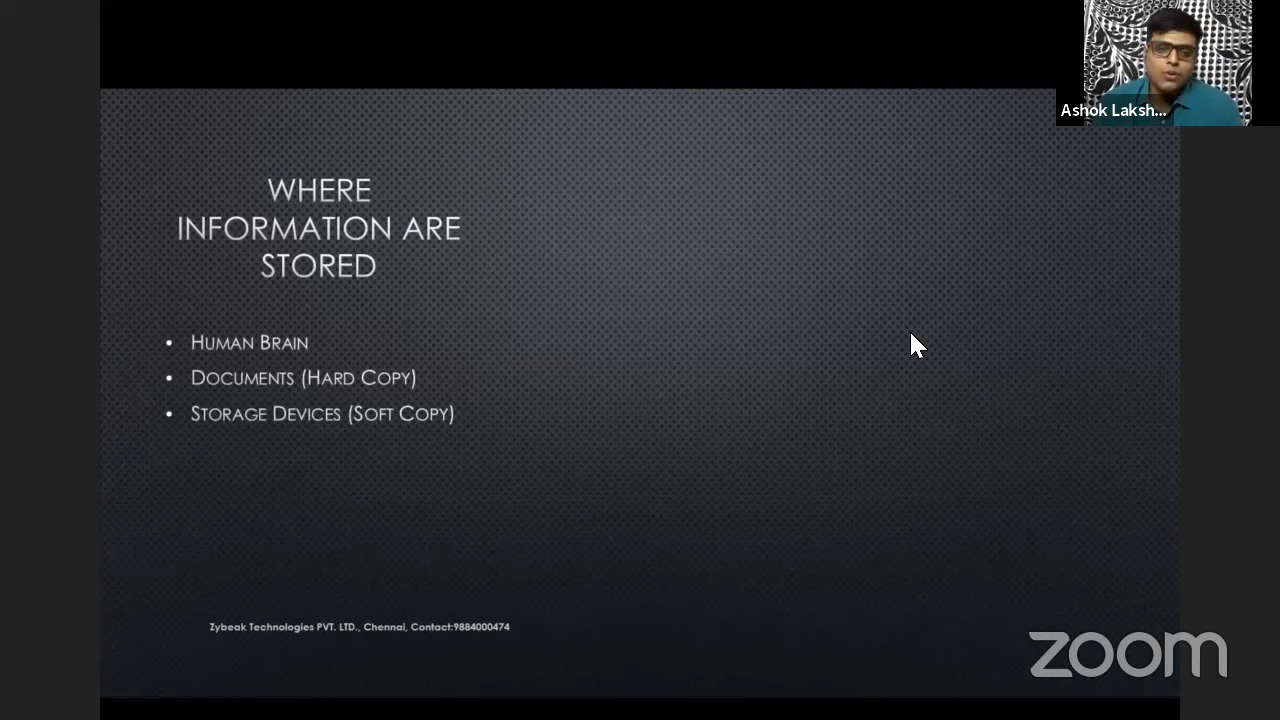 Ashok Laksh...
WHERE
INFORMATION ARE
STORED
• HUMAN BRAIN
• DOCUMENTS (HARD COPY)
• STORAGE DEVICES (SOFT COPY)
Zybeak Technologies PVT. LTD., Chennai, Contact:9884000474
zoom